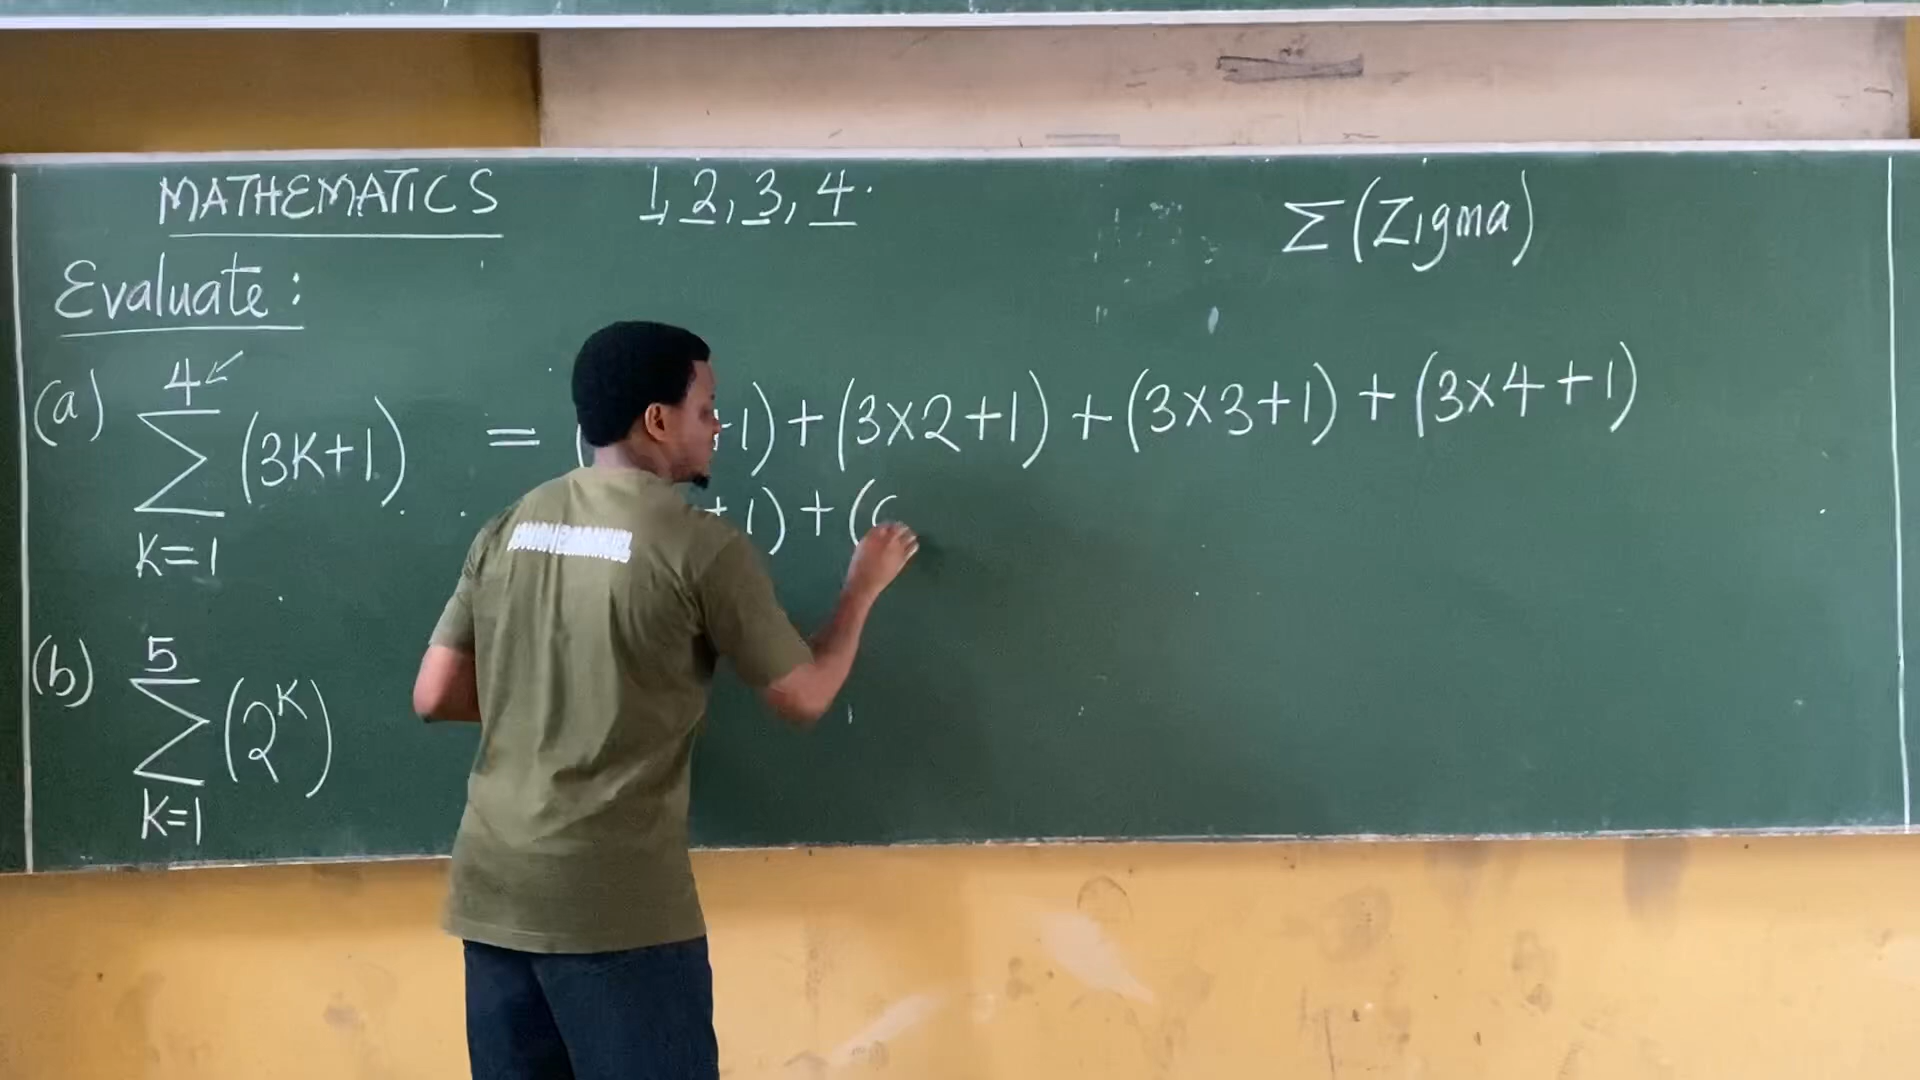 MATHEMATICS
1, 2, 3, 4.
Σ (Zigma)
Evaluate:
(a) 4
∑ (3K+1) = ( +1) + (3×2+1) + (3×3+1) + (3×4+1)
K=1
+1) + (
(b) 5
∑ (2^K)
K=1